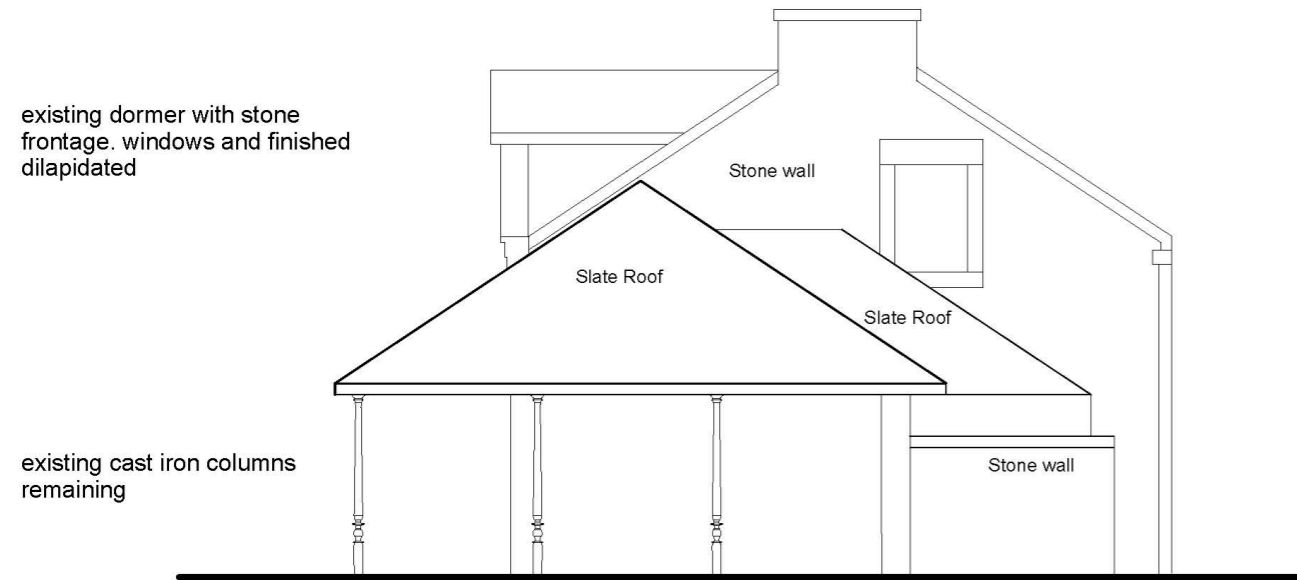 existing dormer with stone
frontage. windows and finished
dilapidated
Stone wall
Slate Roof
Slate Roof
existing cast iron columns
remaining
Stone wall